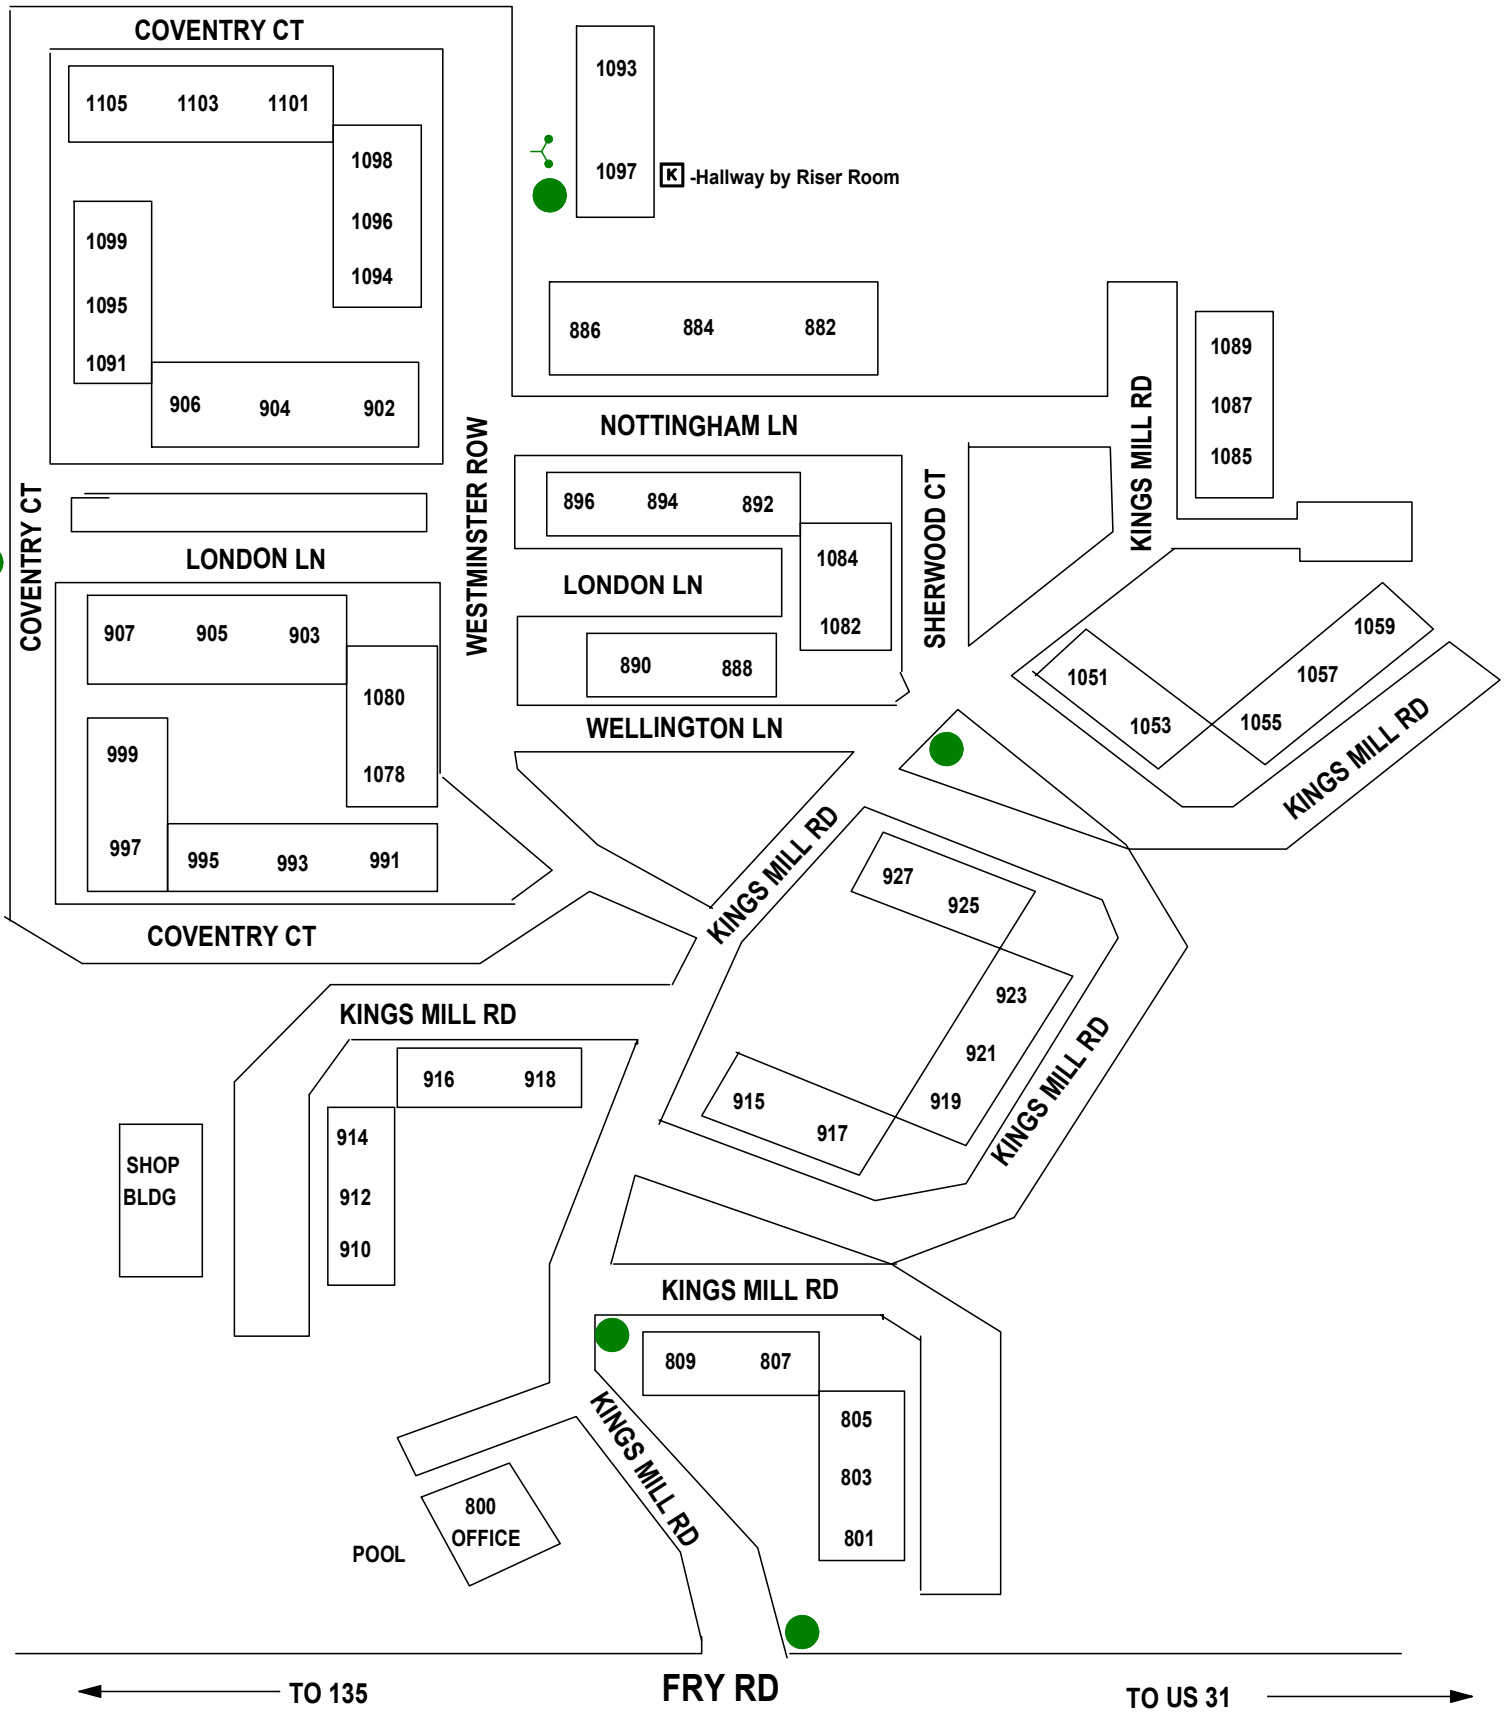 COVENTRY CT
1093
1105 1103 1101
1098
1097
K -Hallway by Riser Room
1096
1099
1094
1095
886 884 882
1089
1091
906 904 902
1087
NOTTINGHAM LN
KINGS MILL RD
1085
WESTMINSTER ROW
896 894 892
SHERWOOD CT
COVENTRY CT
LONDON LN
1084
LONDON LN
1082
907 905 903
1059
890 888
1057
1051
1080
1053
1055
WELLINGTON LN
KINGS MILL RD
999
1078
KINGS MILL RD
997
995 993 991
927
925
COVENTRY CT
923
KINGS MILL RD
921
KINGS MILL RD
916 918
915
919
917
914
SHOP
BLDG
912
910
KINGS MILL RD
809 807
KINGS MILL RD
805
803
800
OFFICE
801
POOL
FRY RD
TO 135
TO US 31